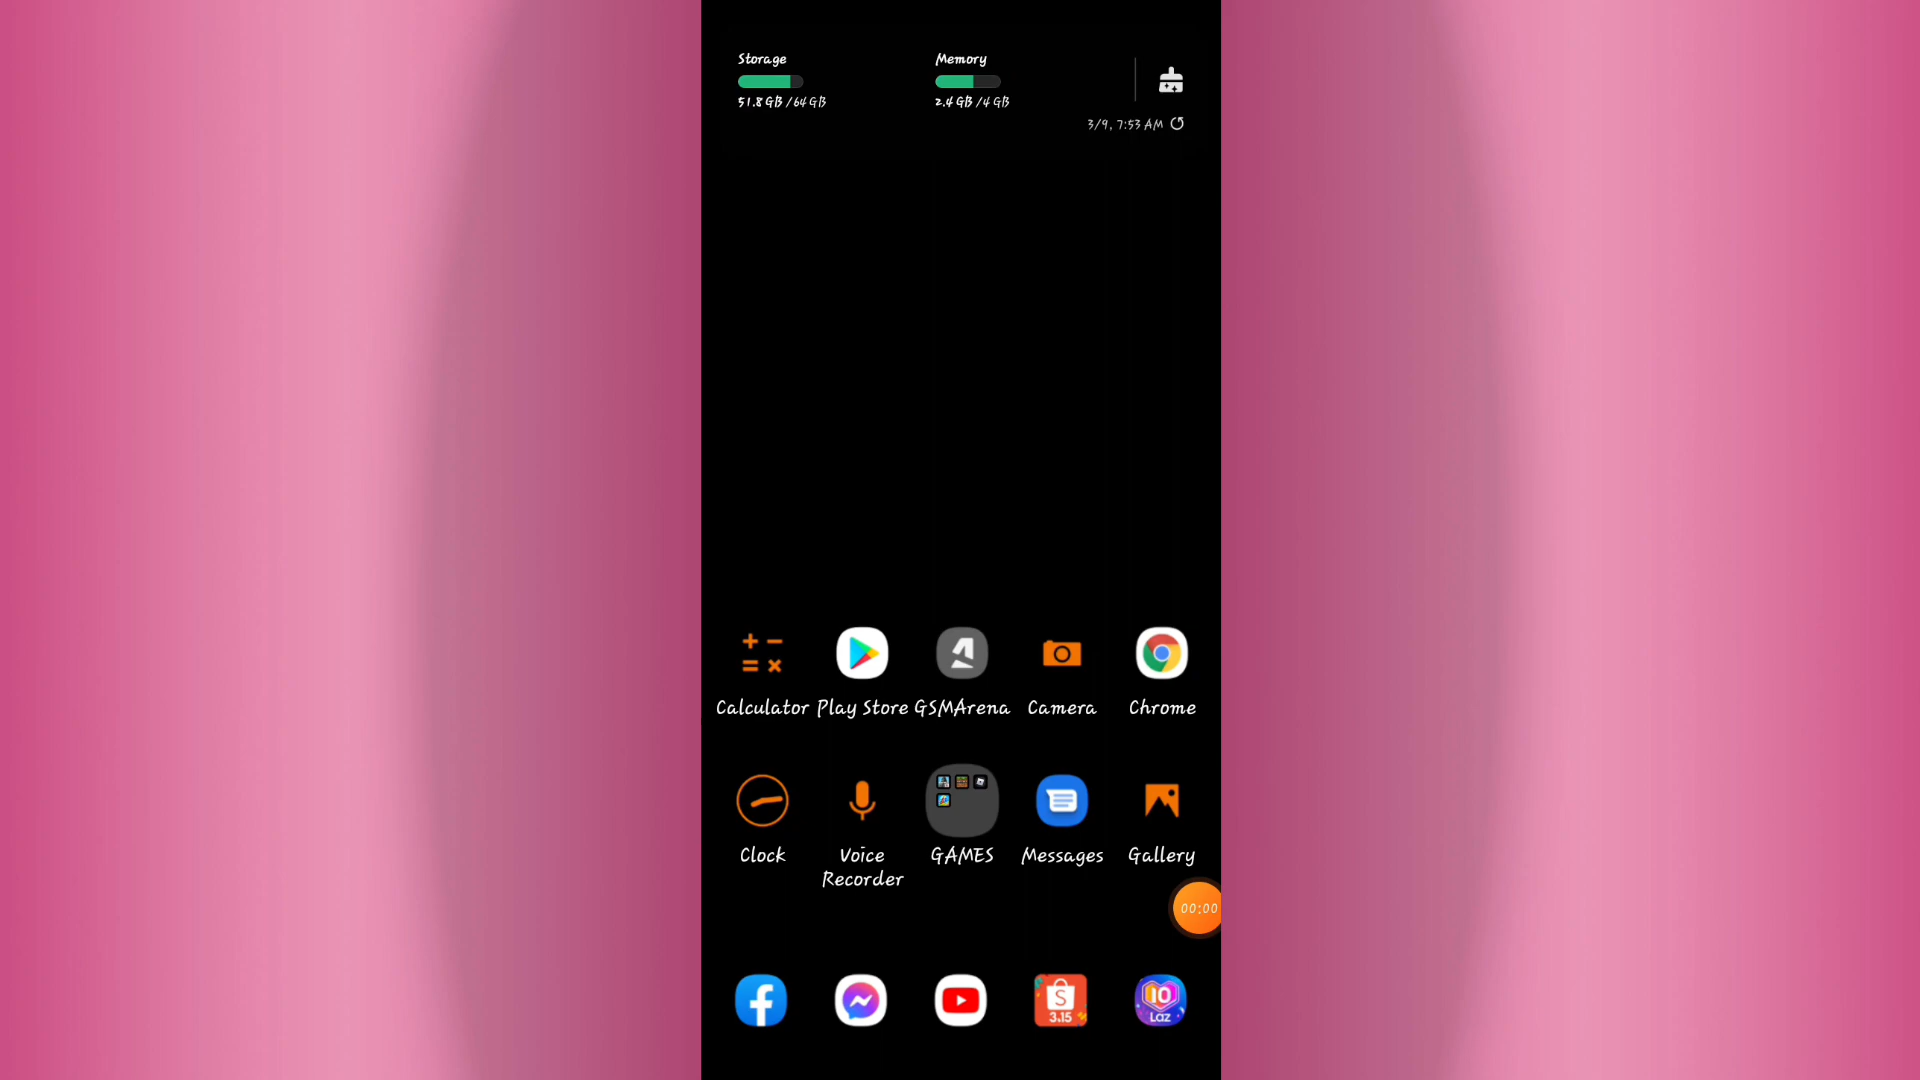 Storage
Memory
51.8 GB /64 GB
2.4 GB /4 GB
3/9, 7:53 AM
Calculator
Play Store
GSMArena
Camera
Chrome
Clock
Voice
Recorder
GAMES
Messages
Gallery
00:00
S
3.15
10
Laz